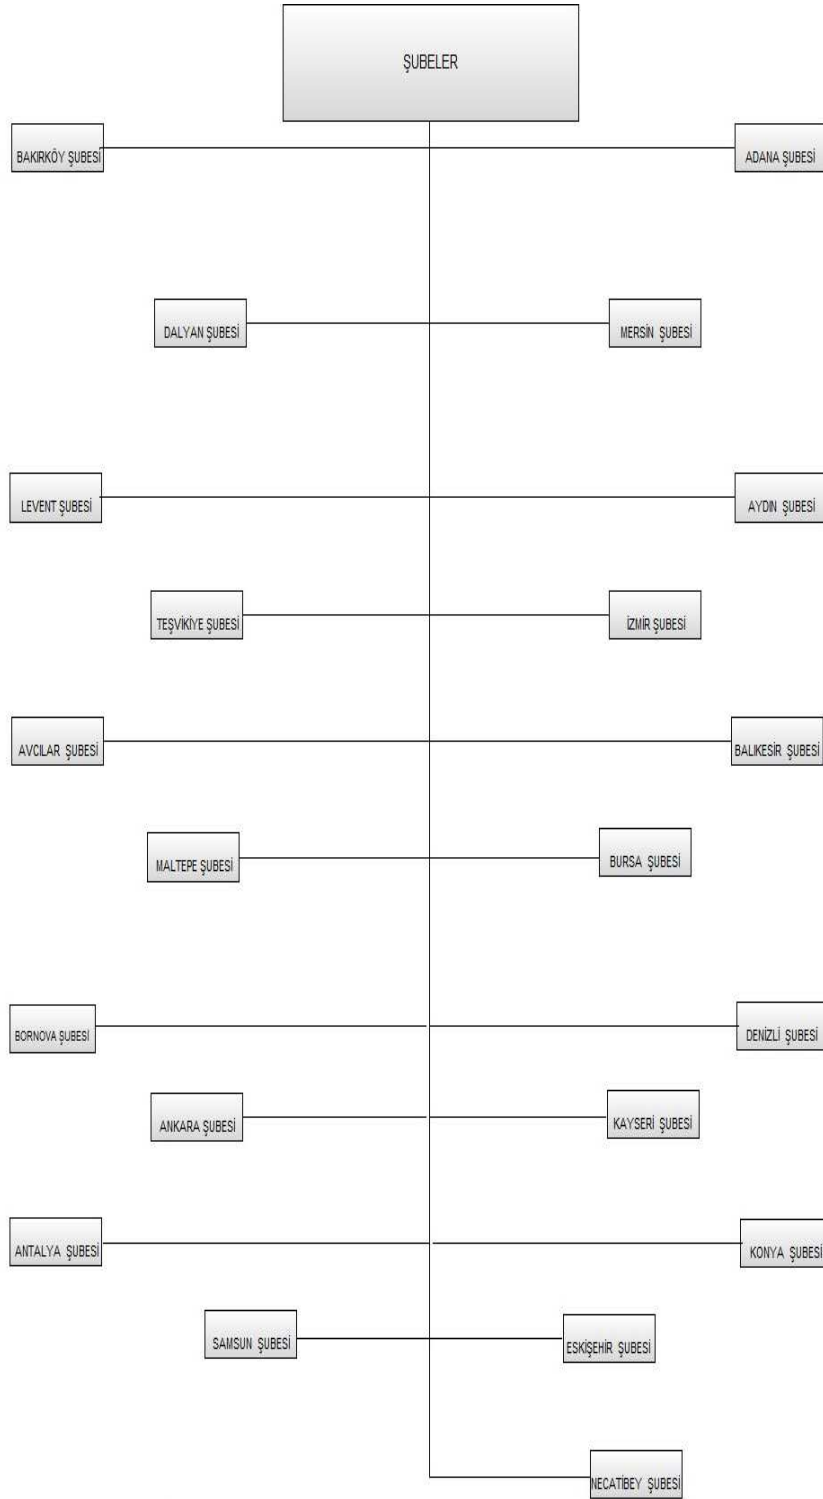 ŞUBELER
BAKIRKÖY ŞUBESİ
ADANA ŞUBESİ
DALYAN ŞUBESİ
MERSİN ŞUBESİ
LEVENT ŞUBESİ
AYDIN ŞUBESİ
TEŞVİKİYE ŞUBESİ
İZMİR ŞUBESİ
AVCILAR ŞUBESİ
BALIKESİR ŞUBESİ
MALTEPE ŞUBESİ
BURSA ŞUBESİ
BORNOVA ŞUBESİ
DENİZLİ ŞUBESİ
ANKARA ŞUBESİ
KAYSERİ ŞUBESİ
ANTALYA ŞUBESİ
KONYA ŞUBESİ
SAMSUN ŞUBESİ
ESKİŞEHİR ŞUBESİ
NECATİBEY ŞUBESİ